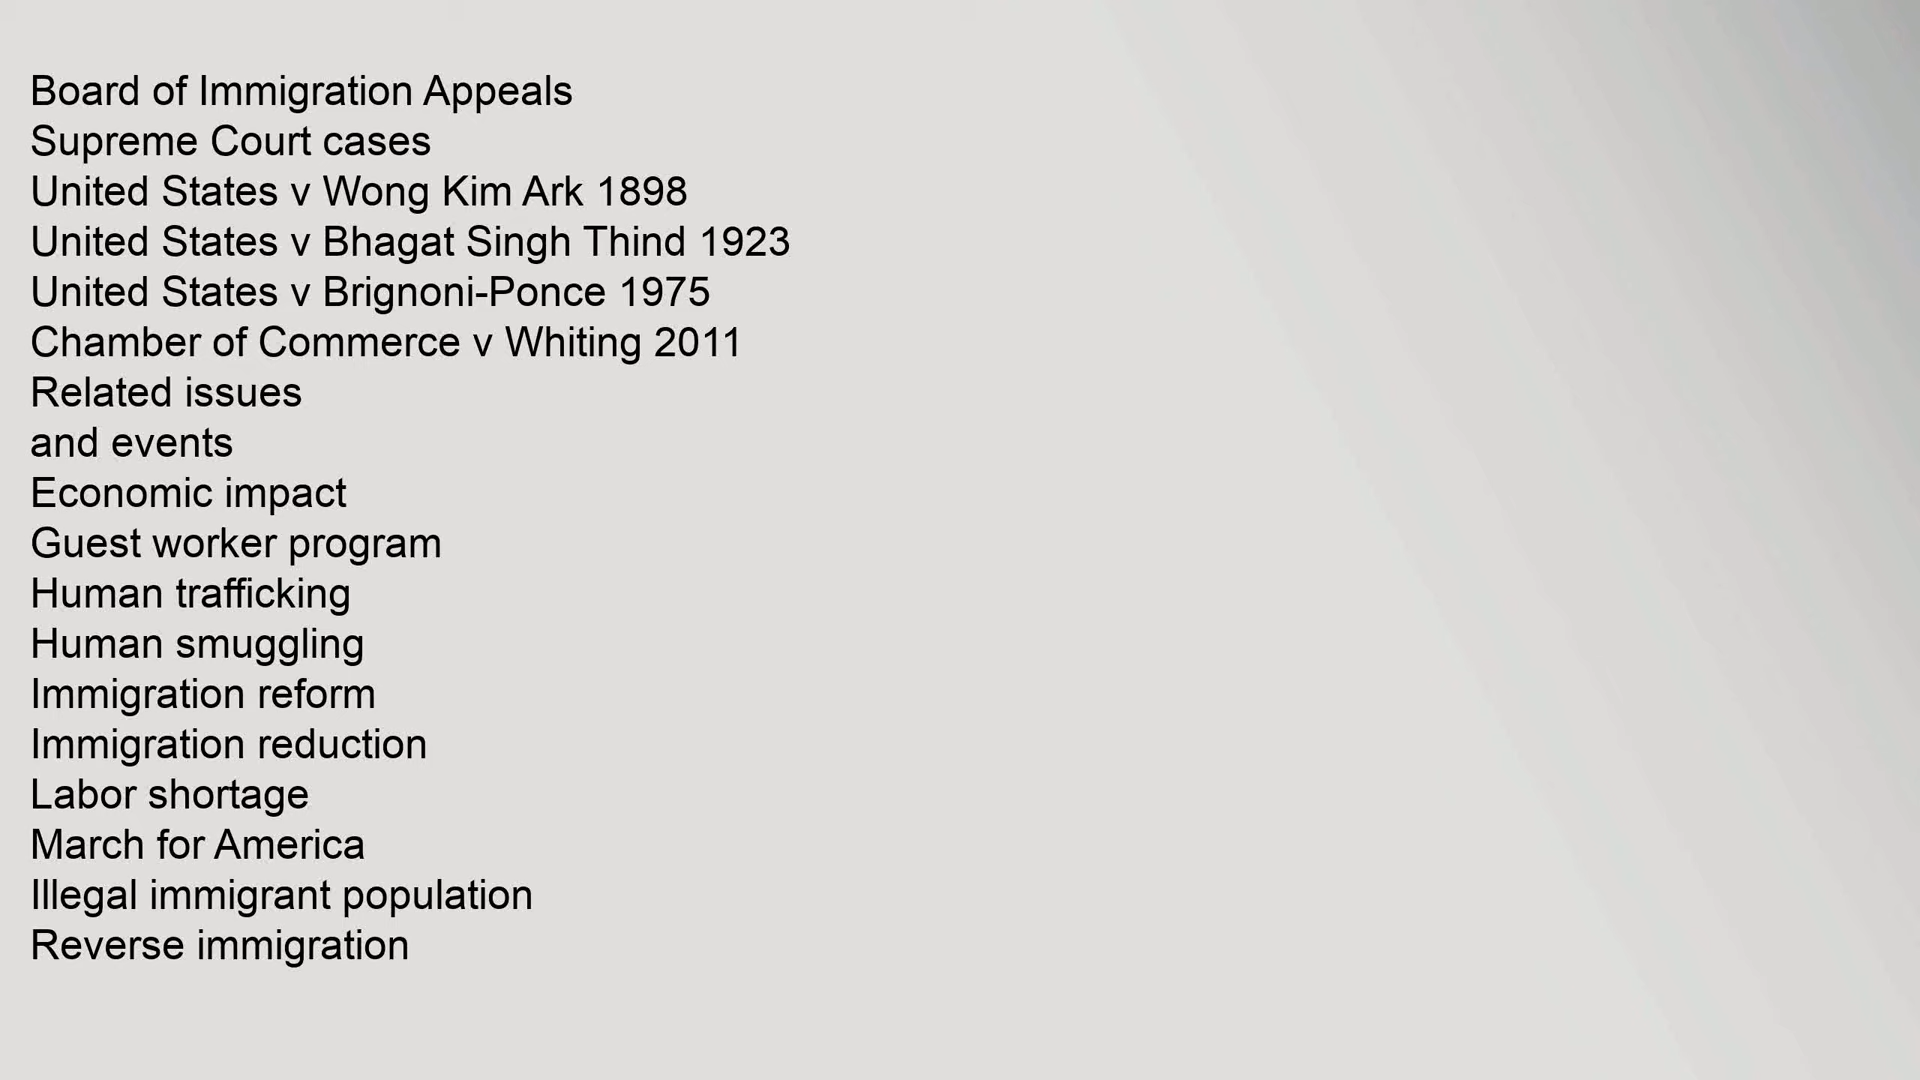 Board of Immigration Appeals
Supreme Court cases
United States v Wong Kim Ark 1898
United States v Bhagat Singh Thind 1923
United States v Brignoni-Ponce 1975
Chamber of Commerce v Whiting 2011
Related issues
and events
Economic impact
Guest worker program
Human trafficking
Human smuggling
Immigration reform
Immigration reduction
Labor shortage
March for America
Illegal immigrant population
Reverse immigration